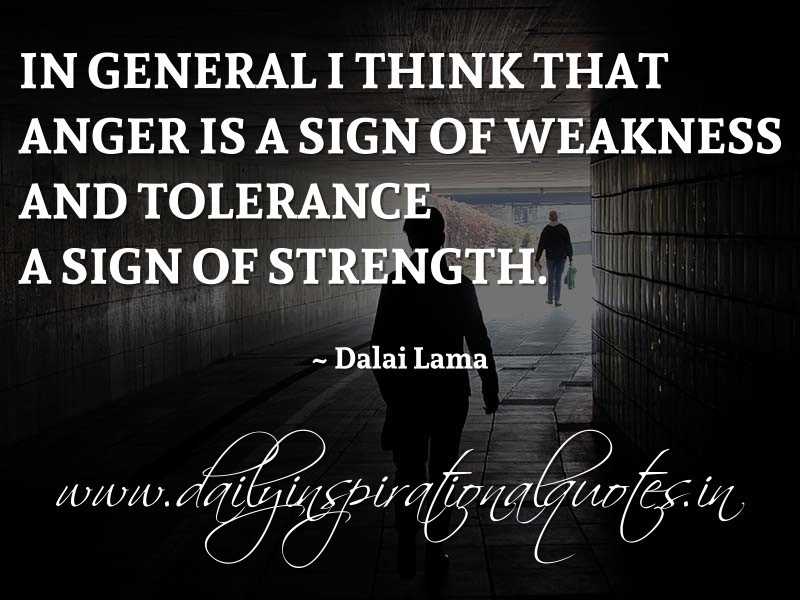 IN GENERAL I THINK THAT
ANGER IS A SIGN OF WEAKNESS
AND TOLERANCE
A SIGN OF STRENGTH.
~ Dalai Lama
www.dailyinspirationalquotes.in